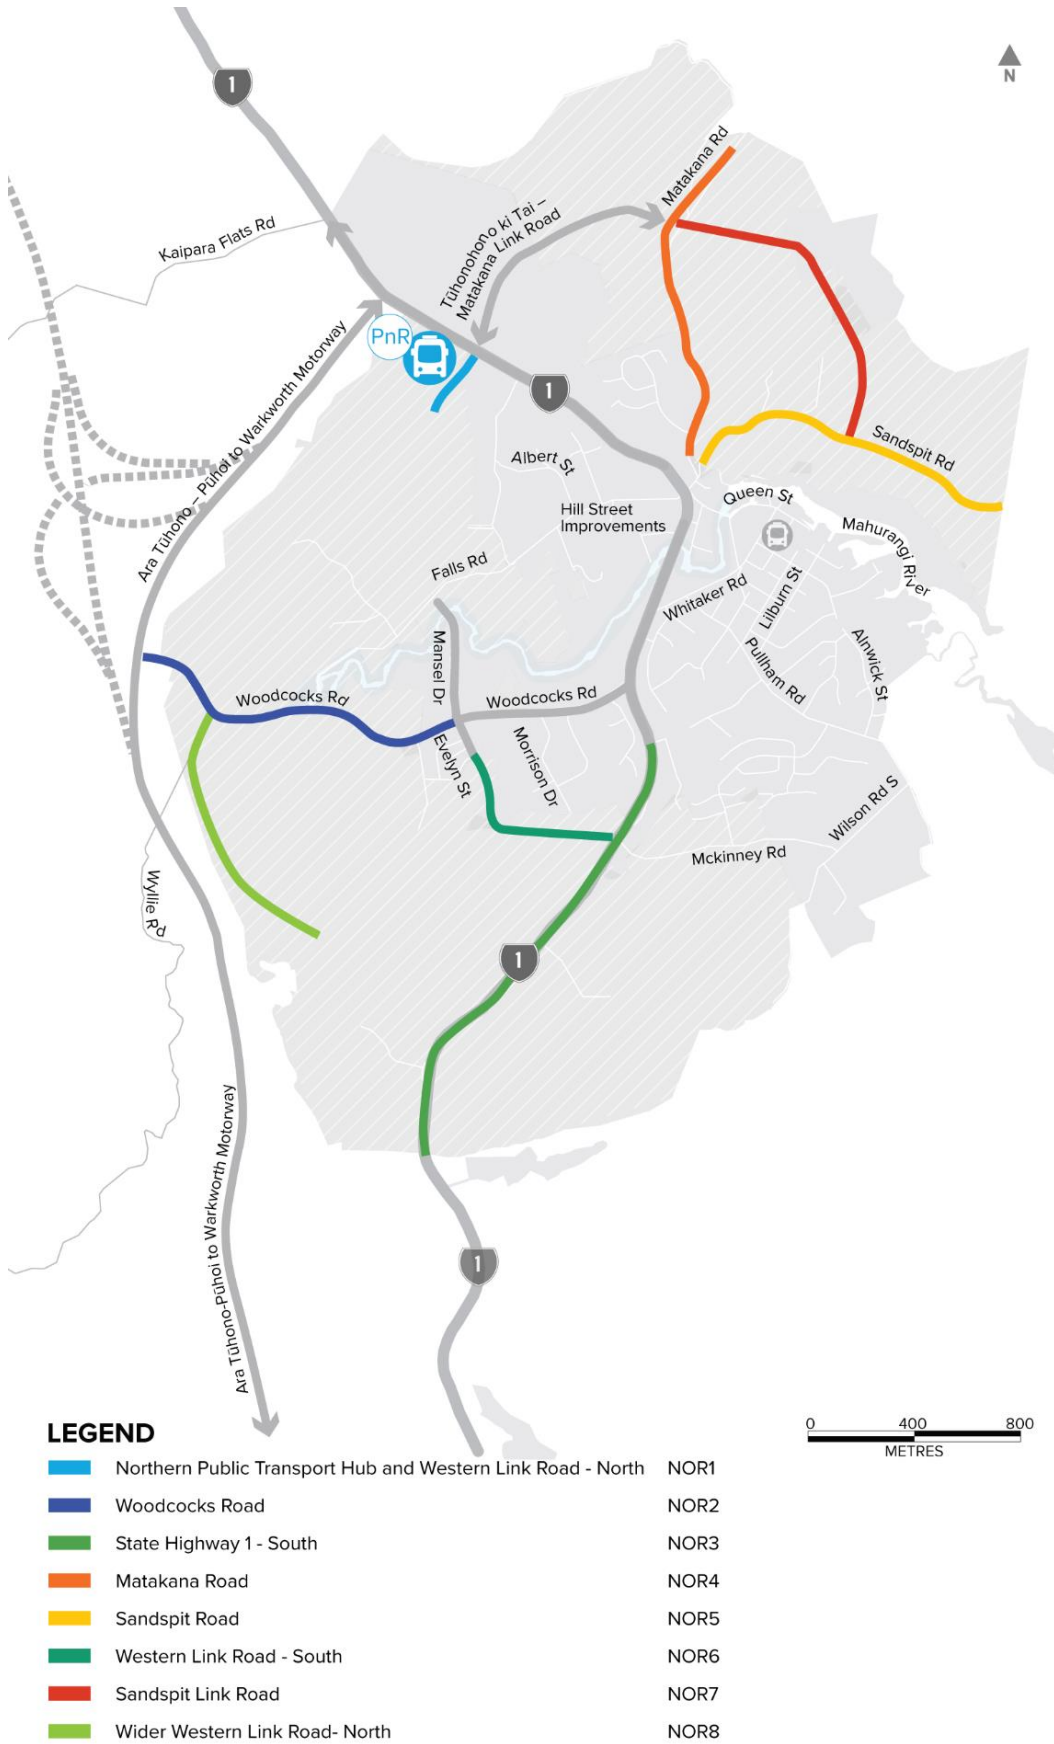 1
N
Matakana Rd
Kaipara Flats Rd
Tūhonohono ki Tai –
Matakana Link Road
PnR
1
Ara Tūhono – Pūhoi to Warkworth Motorway
Sandspit Rd
Albert St
Queen St
Hill Street
Improvements
Mahurangi River
Falls Rd
Whitaker Rd
Lilburn St
Mansel Dr
Pullham Rd
Alnwick St
Woodcocks Rd
Woodcocks Rd
Evelyn St
Morrison Dr
Wilson Rd S
Mckinney Rd
Wyllie Rd
1
Ara Tūhono-Pūhoi to Warkworth Motorway
1
LEGEND
0 400 800
METRES
Northern Public Transport Hub and Western Link Road - North NOR1
Woodcocks Road NOR2
State Highway 1 - South NOR3
Matakana Road NOR4
Sandspit Road NOR5
Western Link Road - South NOR6
Sandspit Link Road NOR7
Wider Western Link Road- North NOR8